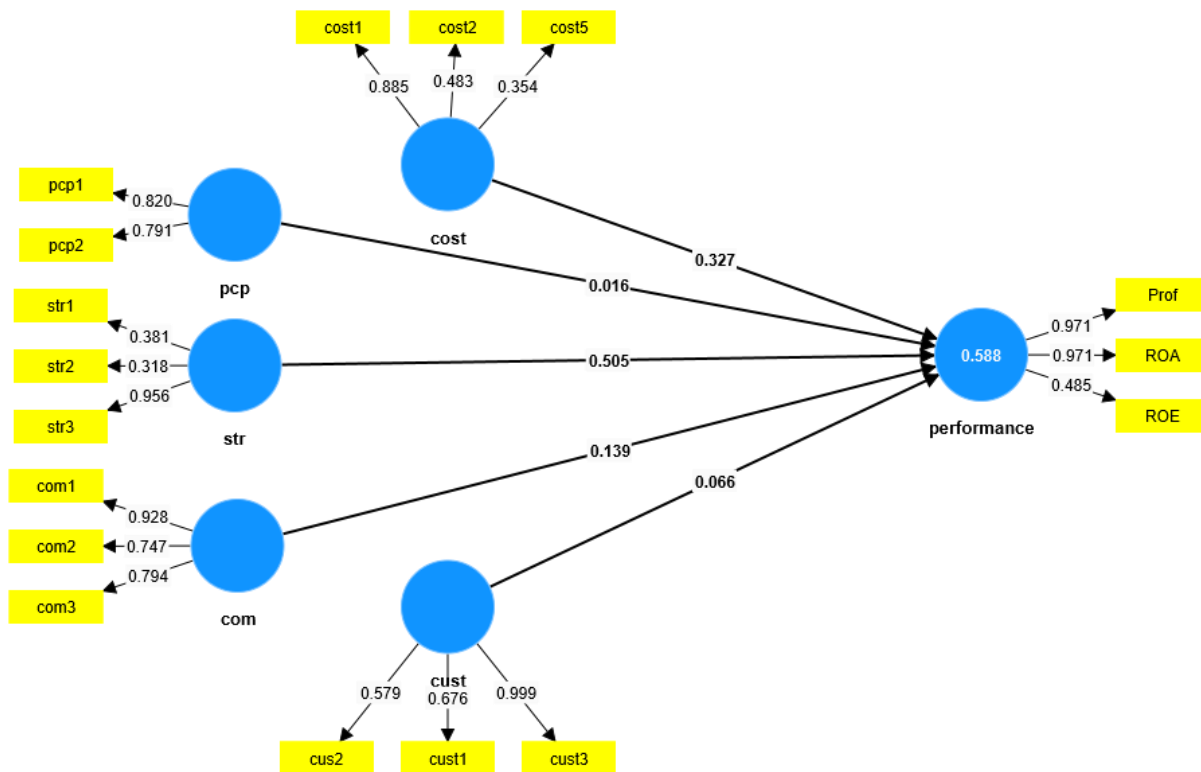 cost1 cost2 cost5
0.885 0.483 0.354
pcp1
0.820
pcp2
0.791
cost
pcp
0.327
0.016
str1
0.381
str2
0.318
str3
0.956
str
0.505
Prof
0.971
0.588
0.971
ROA
0.485
ROE
performance
0.139
0.066
com1
0.928
com2
0.747
com3
0.794
com
cust
0.579 0.676 0.999
cus2 cust1 cust3